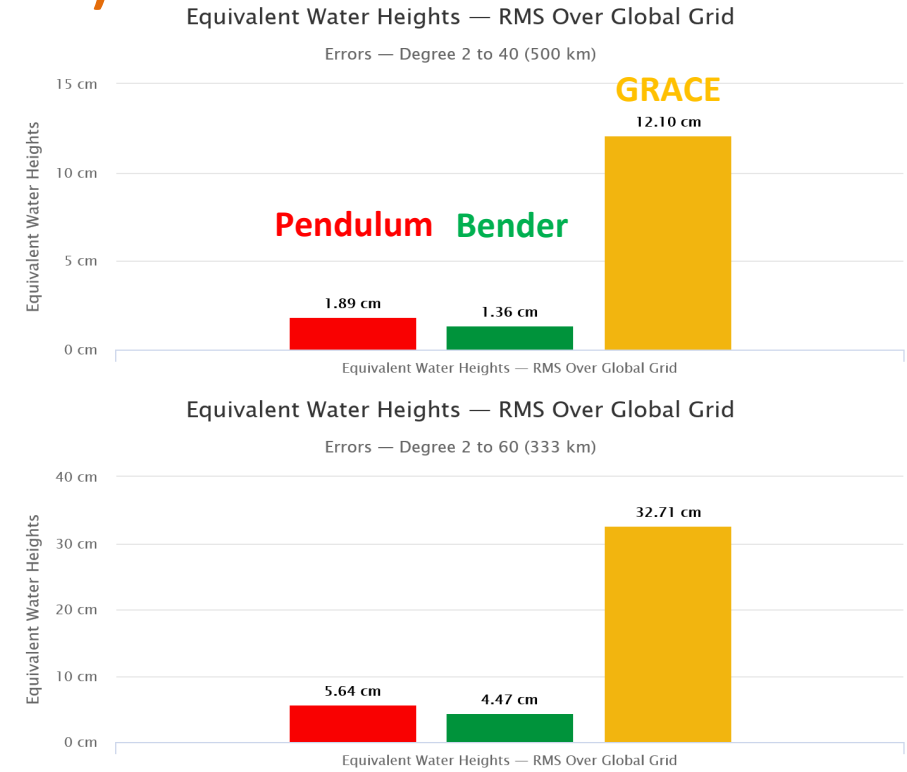 Equivalent Water Heights — RMS Over Global Grid
Errors — Degree 2 to 40 (500 km)
Equivalent Water Heights
15 cm
10 cm
5 cm
0 cm
GRACE
12.10 cm
Pendulum
Bender
1.89 cm
1.36 cm
Equivalent Water Heights — RMS Over Global Grid
Equivalent Water Heights — RMS Over Global Grid
Errors — Degree 2 to 60 (333 km)
Equivalent Water Heights
40 cm
30 cm
20 cm
10 cm
0 cm
32.71 cm
5.64 cm
4.47 cm
Equivalent Water Heights — RMS Over Global Grid